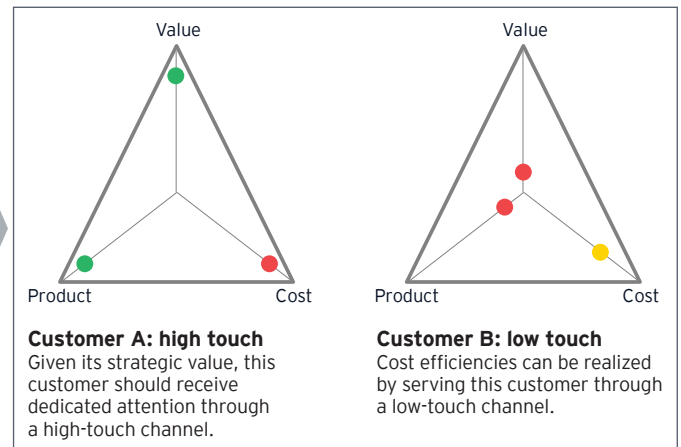 Value
Product
Cost
Customer A: high touch
Given its strategic value, this
customer should receive
dedicated attention through
a high-touch channel.
Value
Product
Cost
Customer B: low touch
Cost efficiencies can be realized
by serving this customer through
a low-touch channel.